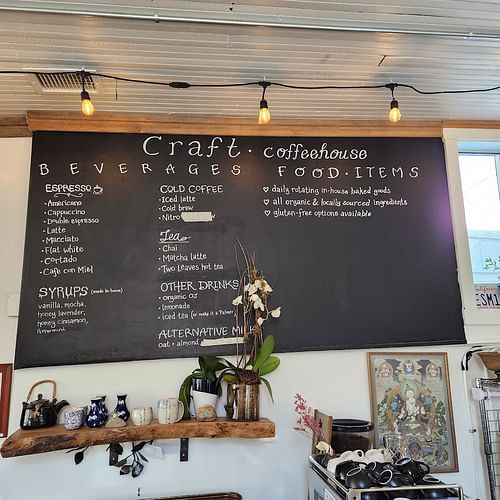 Craft · Coffeehouse
BEVERAGES
ESPRESSO
• Americano
• Cappuccino
• Double espresso
• Latte
• Macciato
• Flat white
• Cortado
• Cafe con Miel
SYRUPS (made in house)
vanilla, mocha,
honey lavender,
honey cinnamon,
COLD COFFEE
• Iced latte
• Cold brew
• Nitro
Tea
• Chai
• Matcha latte
• Two Leaves hot tea
OTHER DRINKS
• organic OJ
• lemonade
• iced tea (or make it a Palmer
ALTERNATIVE MILK
oat · almond
FOOD · ITEMS
♡ daily rotating in-house baked goods
♡ all organic & locally sourced ingredients
♡ gluten-free options available
ESMI